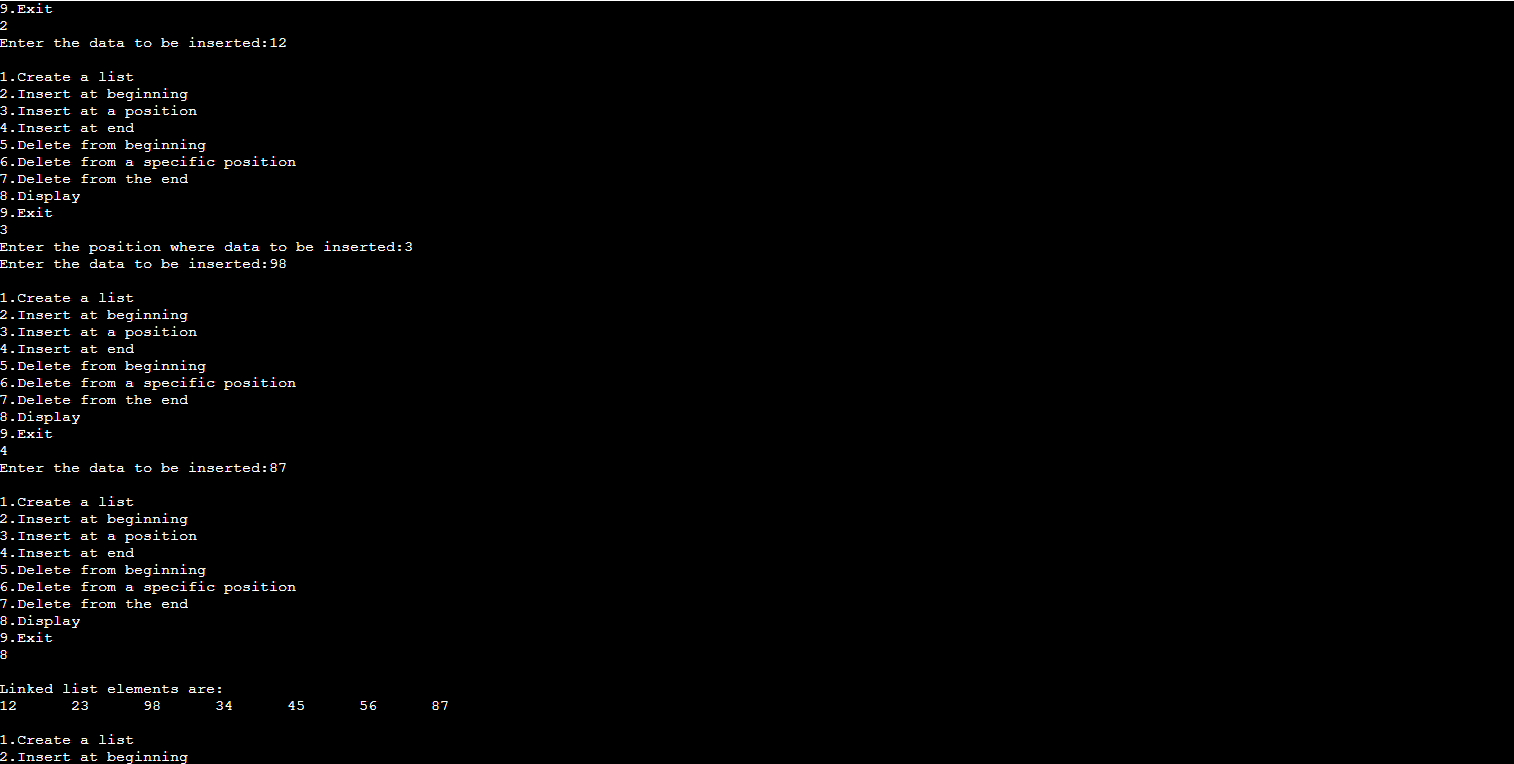 9.Exit
2
Enter the data to be inserted:12
1.Create a list
2.Insert at beginning
3.Insert at a position
4.Insert at end
5.Delete from beginning
6.Delete from a specific position
7.Delete from the end
8.Display
9.Exit
3
Enter the position where data to be inserted:3
Enter the data to be inserted:98
1.Create a list
2.Insert at beginning
3.Insert at a position
4.Insert at end
5.Delete from beginning
6.Delete from a specific position
7.Delete from the end
8.Display
9.Exit
4
Enter the data to be inserted:87
1.Create a list
2.Insert at beginning
3.Insert at a position
4.Insert at end
5.Delete from beginning
6.Delete from a specific position
7.Delete from the end
8.Display
9.Exit
8
Linked list elements are:
12 23 98 34 45 56 87
1.Create a list
2.Insert at beginning